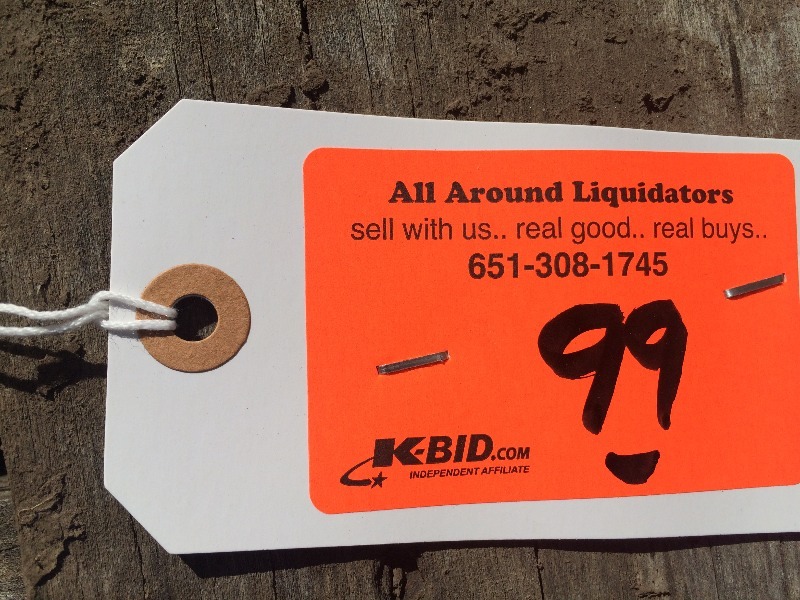 All Around Liquidators
sell with us.. real good.. real buys..
651-308-1745
99
K-BID.COM
INDEPENDENT AFFILIATE